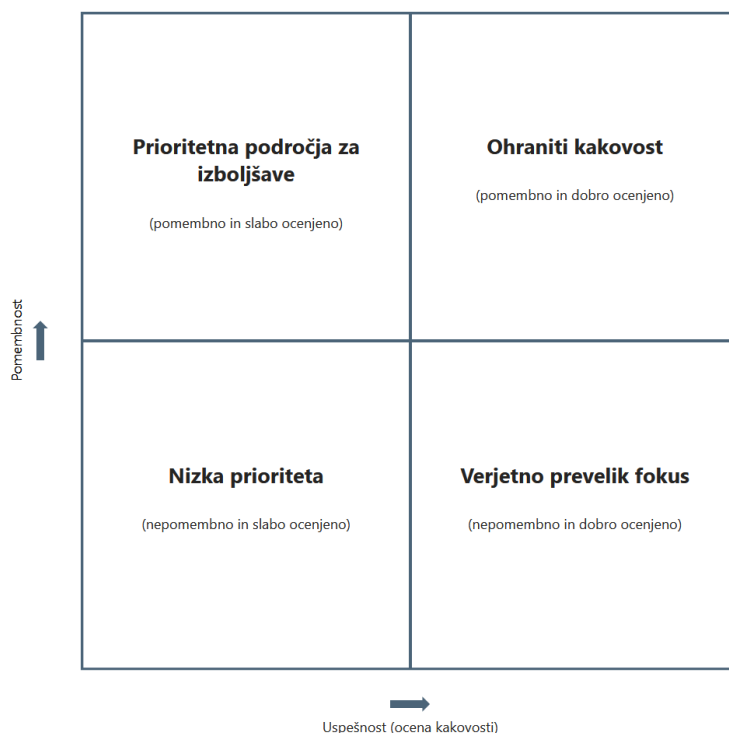 Prioritetna področja za
izboljšave
(pomembno in slabo ocenjeno)
Ohraniti kakovost
(pomembno in dobro ocenjeno)
Pomembnost
Nizka prioriteta
(nepomembno in slabo ocenjeno)
Verjetno prevelik fokus
(nepomembno in dobro ocenjeno)
Uspešnost (ocena kakovosti)